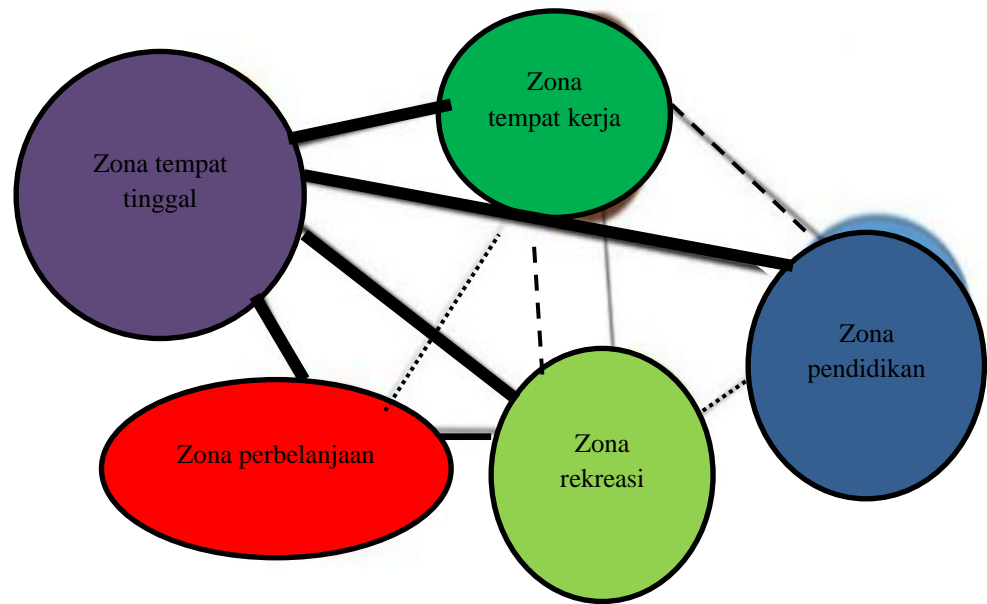 Zona
tempat kerja
Zona tempat
tinggal
Zona
pendidikan
Zona perbelanjaan
Zona
rekreasi